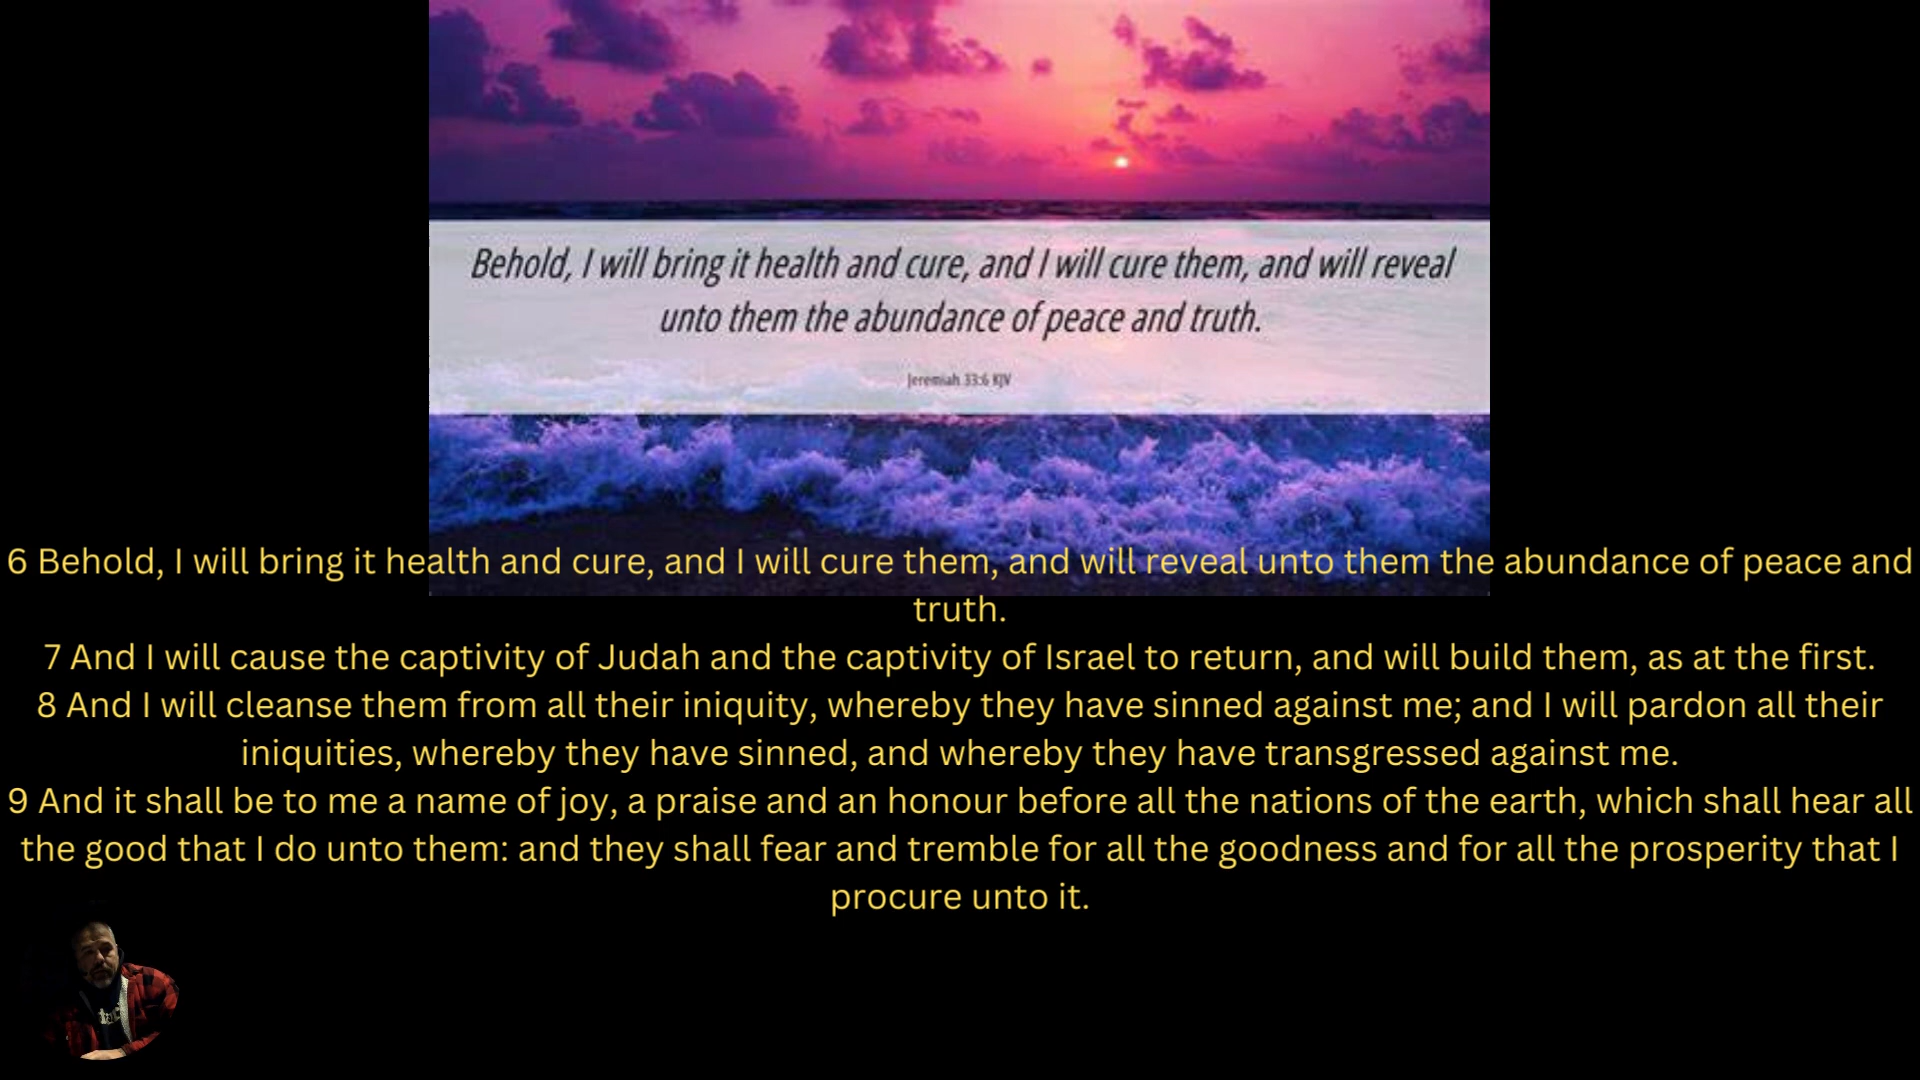 Behold, I will bring it health and cure, and I will cure them, and will reveal
unto them the abundance of peace and truth.
Jeremiah 33:6 KJV
6 Behold, I will bring it health and cure, and I will cure them, and will reveal unto them the abundance of peace and
truth.
7 And I will cause the captivity of Judah and the captivity of Israel to return, and will build them, as at the first.
8 And I will cleanse them from all their iniquity, whereby they have sinned against me; and I will pardon all their
iniquities, whereby they have sinned, and whereby they have transgressed against me.
9 And it shall be to me a name of joy, a praise and an honour before all the nations of the earth, which shall hear all
the good that I do unto them: and they shall fear and tremble for all the goodness and for all the prosperity that I
procure unto it.